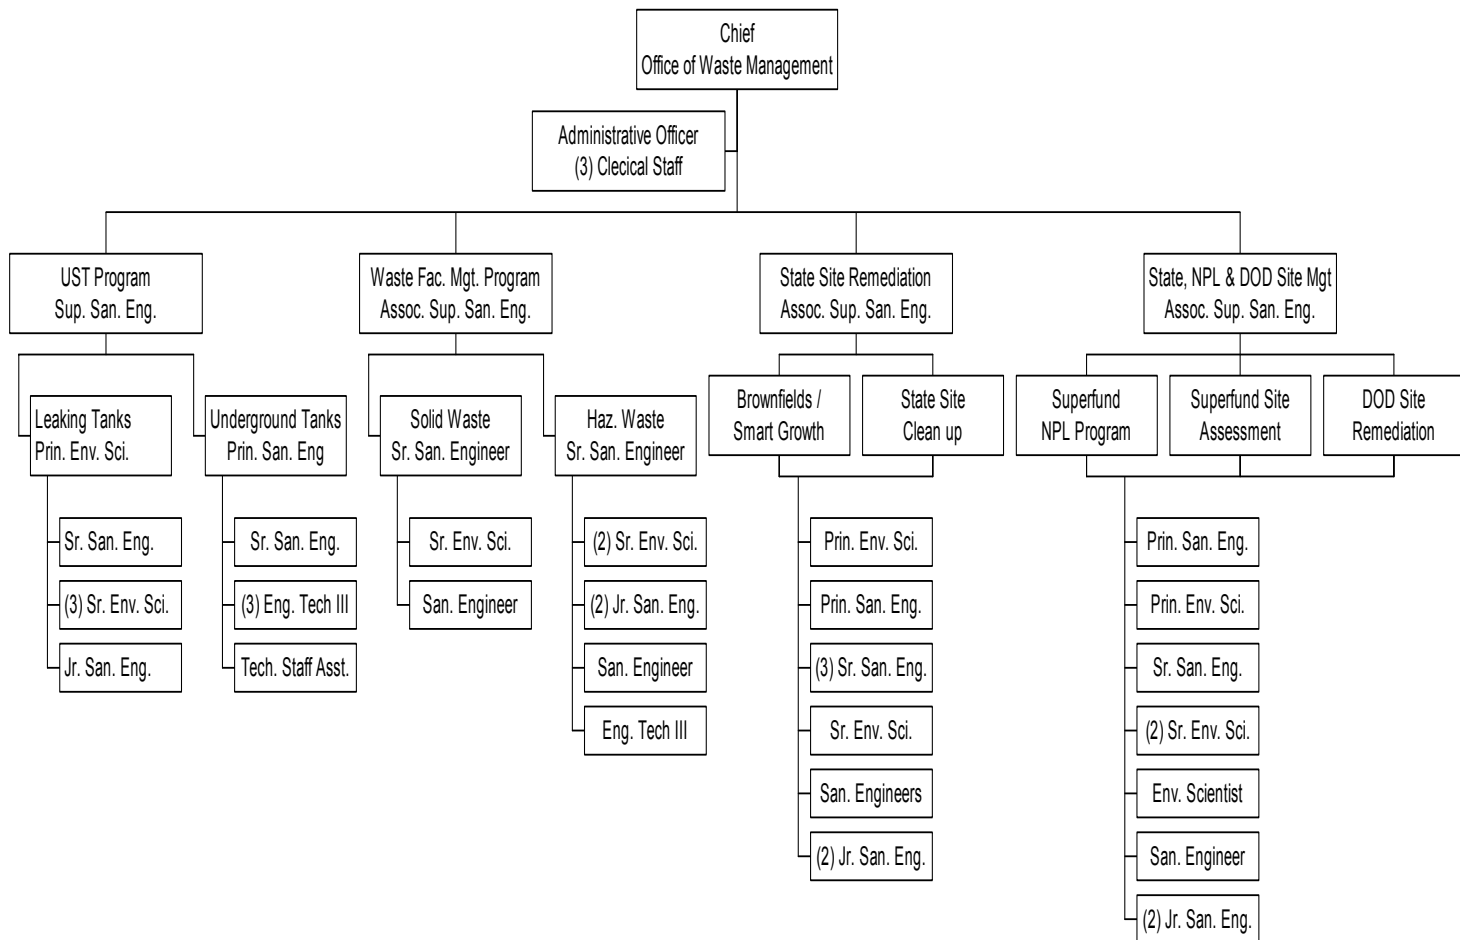 Chief
Office of Waste Management
Administrative Officer
(3) Clecical Staff
UST Program
Sup. San. Eng.
Waste Fac. Mgt. Program
Assoc. Sup. San. Eng.
State Site Remediation
Assoc. Sup. San. Eng.
State, NPL & DOD Site Mgt
Assoc. Sup. San. Eng.
Leaking Tanks
Prin. Env. Sci.
Underground Tanks
Prin. San. Eng
Solid Waste
Sr. San. Engineer
Haz. Waste
Sr. San. Engineer
Brownfields /
Smart Growth
State Site
Clean up
Superfund
NPL Program
Superfund Site
Assessment
DOD Site
Remediation
Sr. San. Eng.
(3) Sr. Env. Sci.
Jr. San. Eng.
Sr. San. Eng.
(3) Eng. Tech III
Tech. Staff Asst.
Sr. Env. Sci.
San. Engineer
(2) Sr. Env. Sci.
(2) Jr. San. Eng.
San. Engineer
Eng. Tech III
Prin. Env. Sci.
Prin. San. Eng.
(3) Sr. San. Eng.
Sr. Env. Sci.
San. Engineers
(2) Jr. San. Eng.
Prin. San. Eng.
Prin. Env. Sci.
Sr. San. Eng.
(2) Sr. Env. Sci.
Env. Scientist
San. Engineer
(2) Jr. San. Eng.